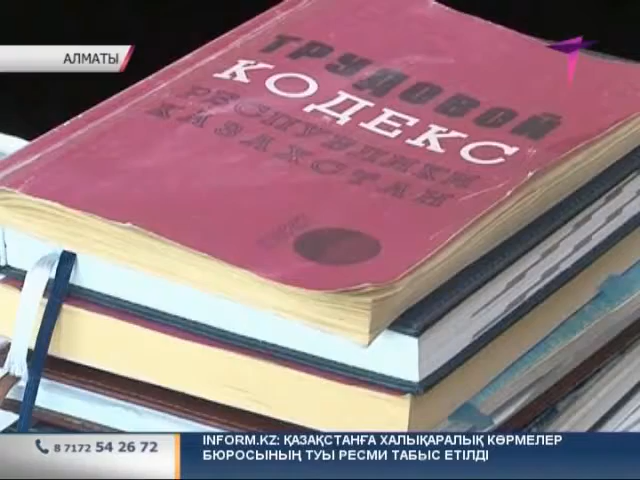 АЛМАТЫ
ТРУДОВОЙ
КОДЕКС
РЕСПУБЛИКИ
КАЗАХСТАН
8 7172 54 26 72
INFORM.KZ: ҚАЗАҚСТАНҒА ХАЛЫҚАРАЛЫҚ КӨРМЕЛЕР
БЮРОСЫНЫҢ ТУЫ РЕСМИ ТАБЫС ЕТІЛДІ